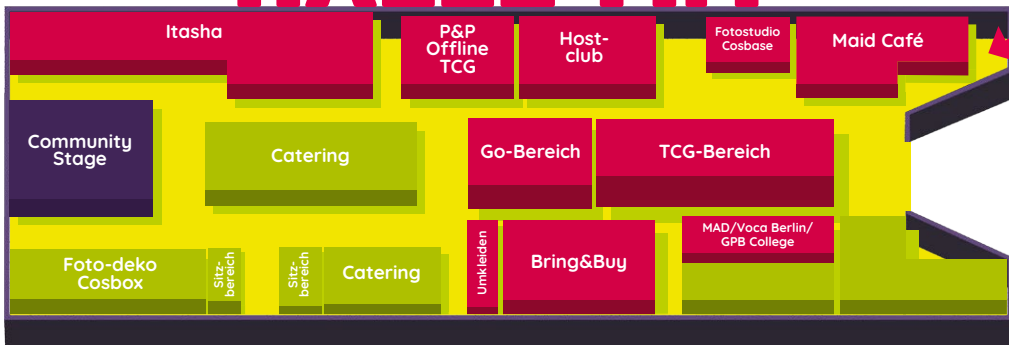 Itasha
P&P
Offline
TCG
Host-
club
Fotostudio
Cosbase
Maid Café
Community
Stage
Catering
Go-Bereich
TCG-Bereich
Foto-deko
Cosbox
Sitz-
bereich
Sitz-
bereich
Catering
Umkleiden
Bring&Buy
MAD/Voca Berlin/
GPB College